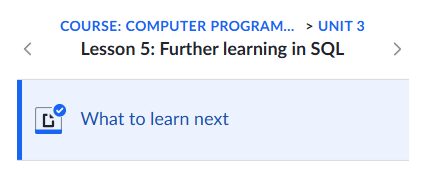 COURSE: COMPUTER PROGRAM... > UNIT 3
Lesson 5: Further learning in SQL
What to learn next